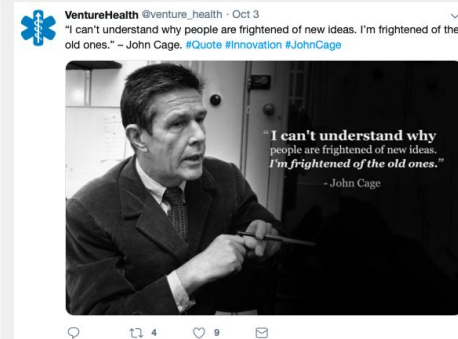 VentureHealth @venture_health · Oct 3
"I can't understand why people are frightened of new ideas. I'm frightened of the
old ones." – John Cage. #Quote #Innovation #JohnCage
"I can't understand why
people are frightened of new ideas.
I'm frightened of the old ones."
- John Cage
4 9